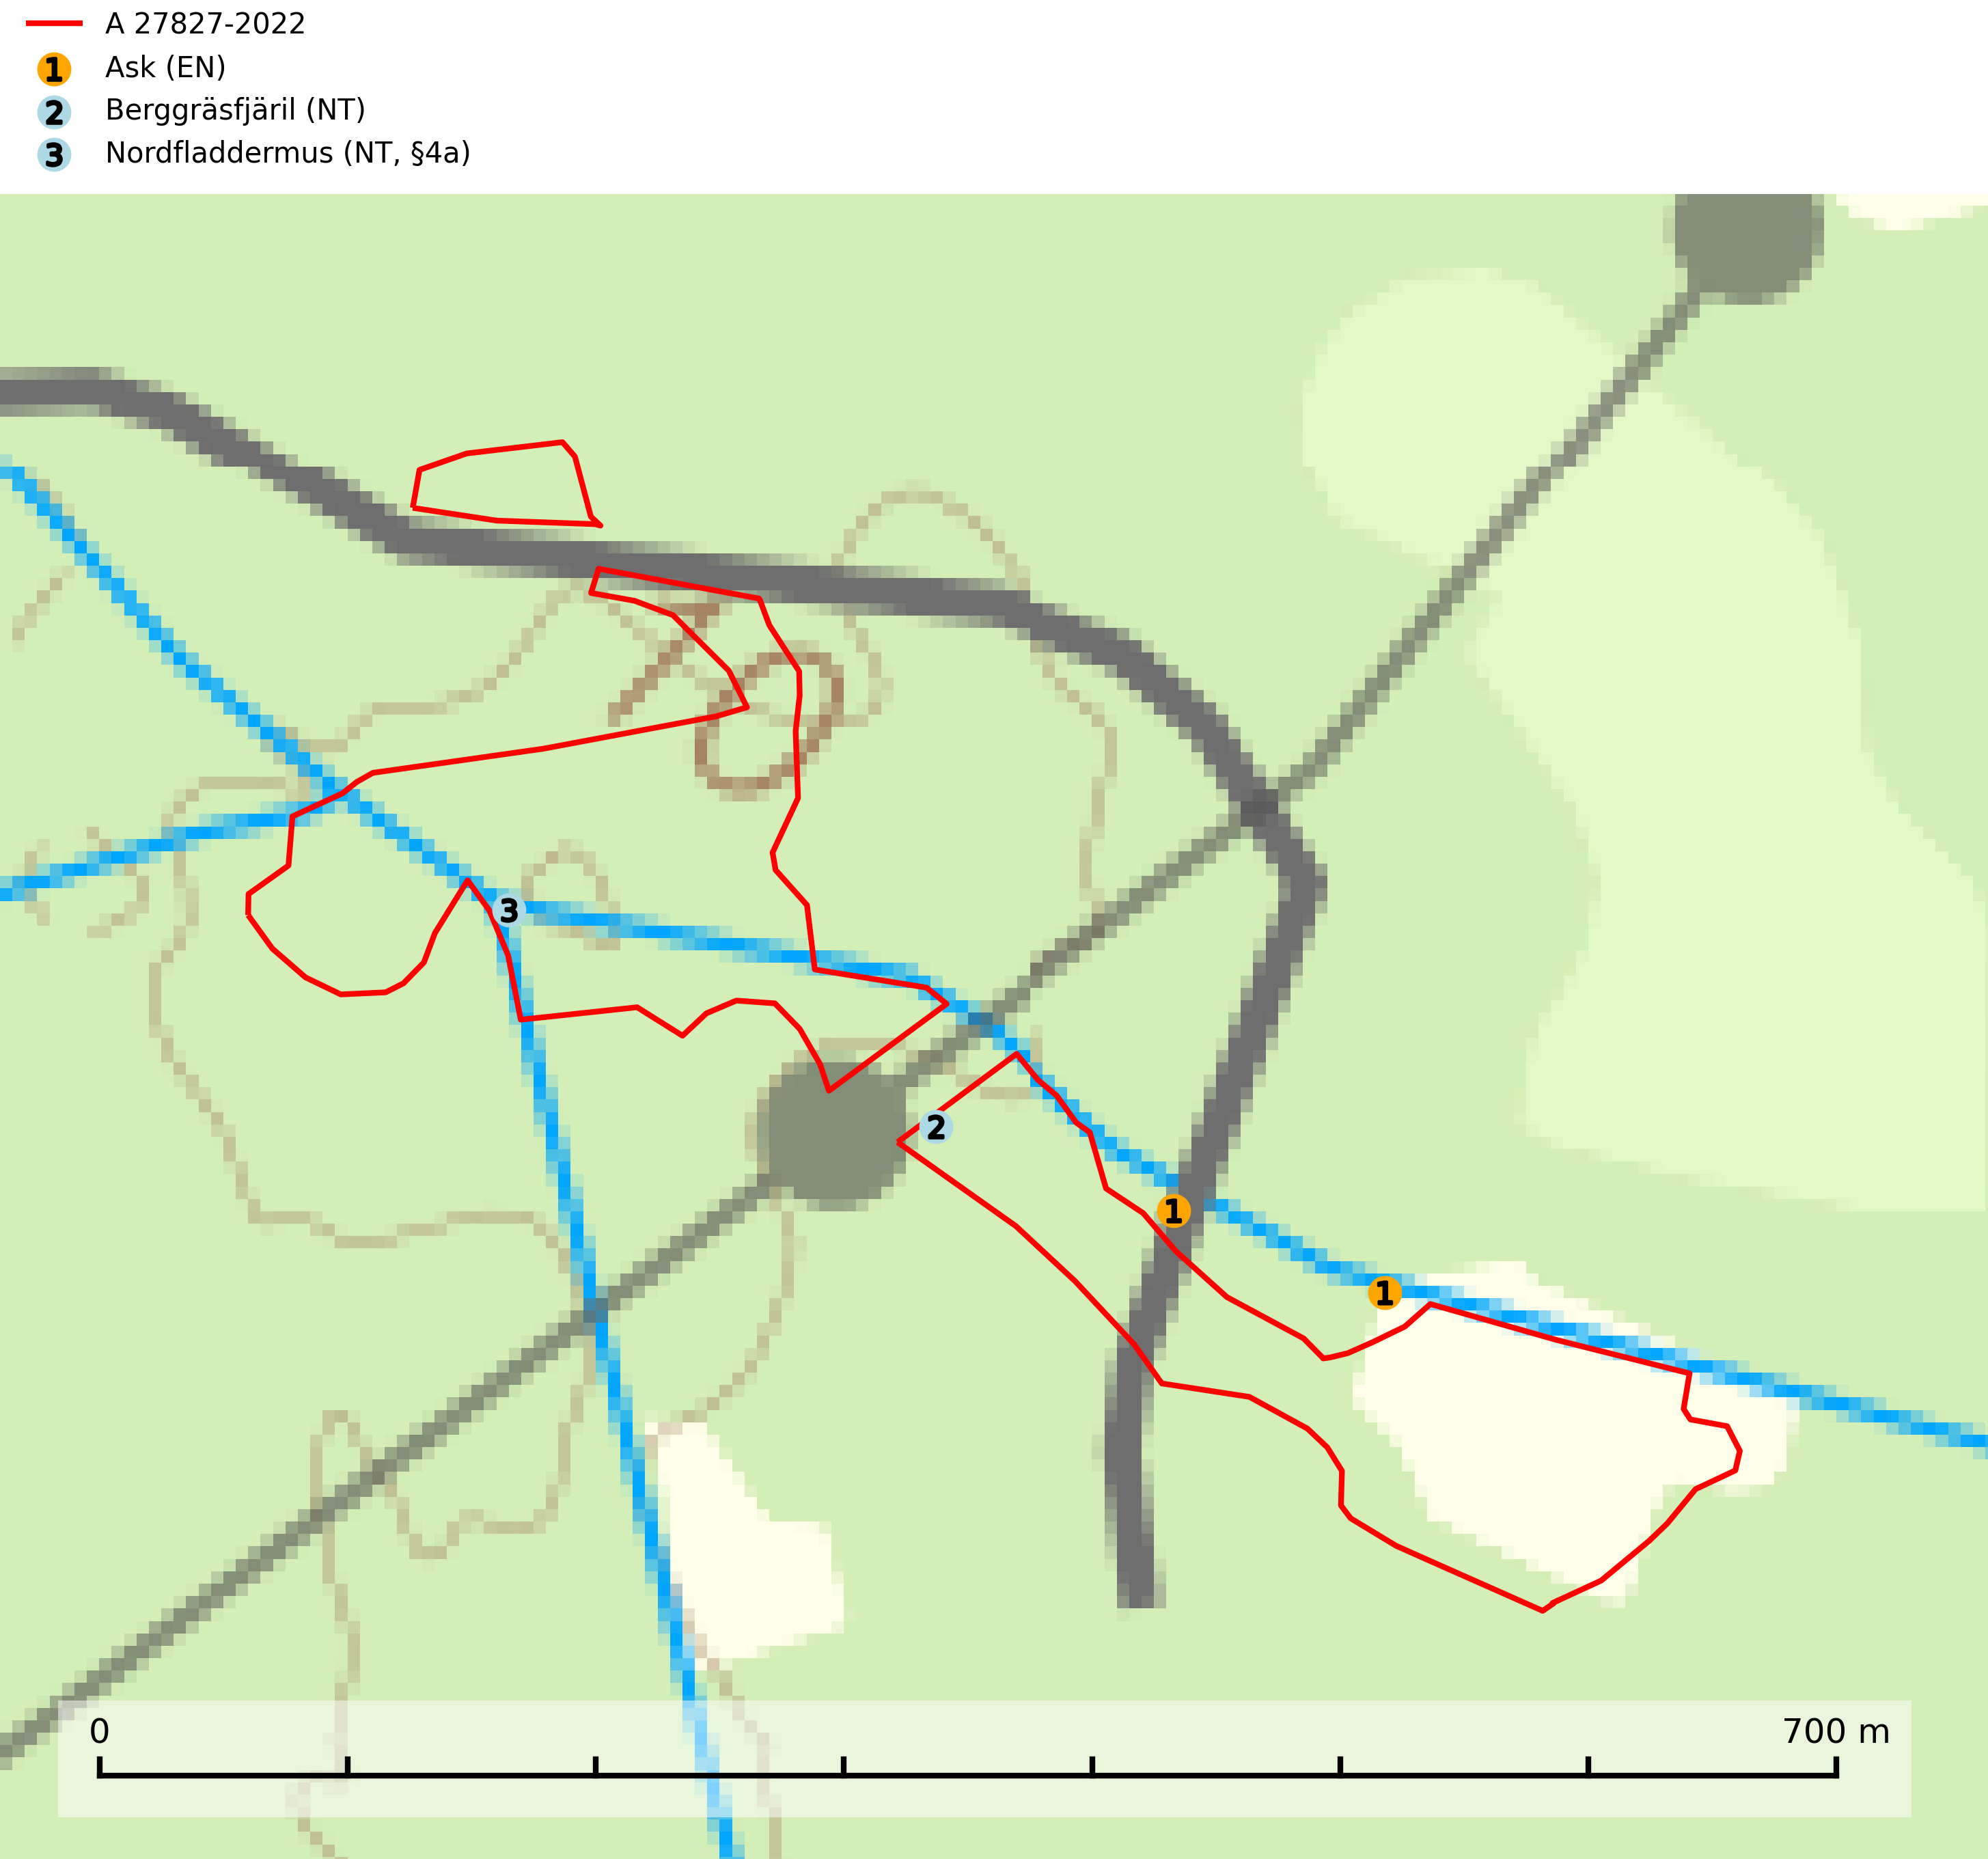 A 27827-2022
1 Ask (EN)
2 Berggräsfjäril (NT)
3 Nordfladdermus (NT, §4a)
3
2
1
1
0 700 m